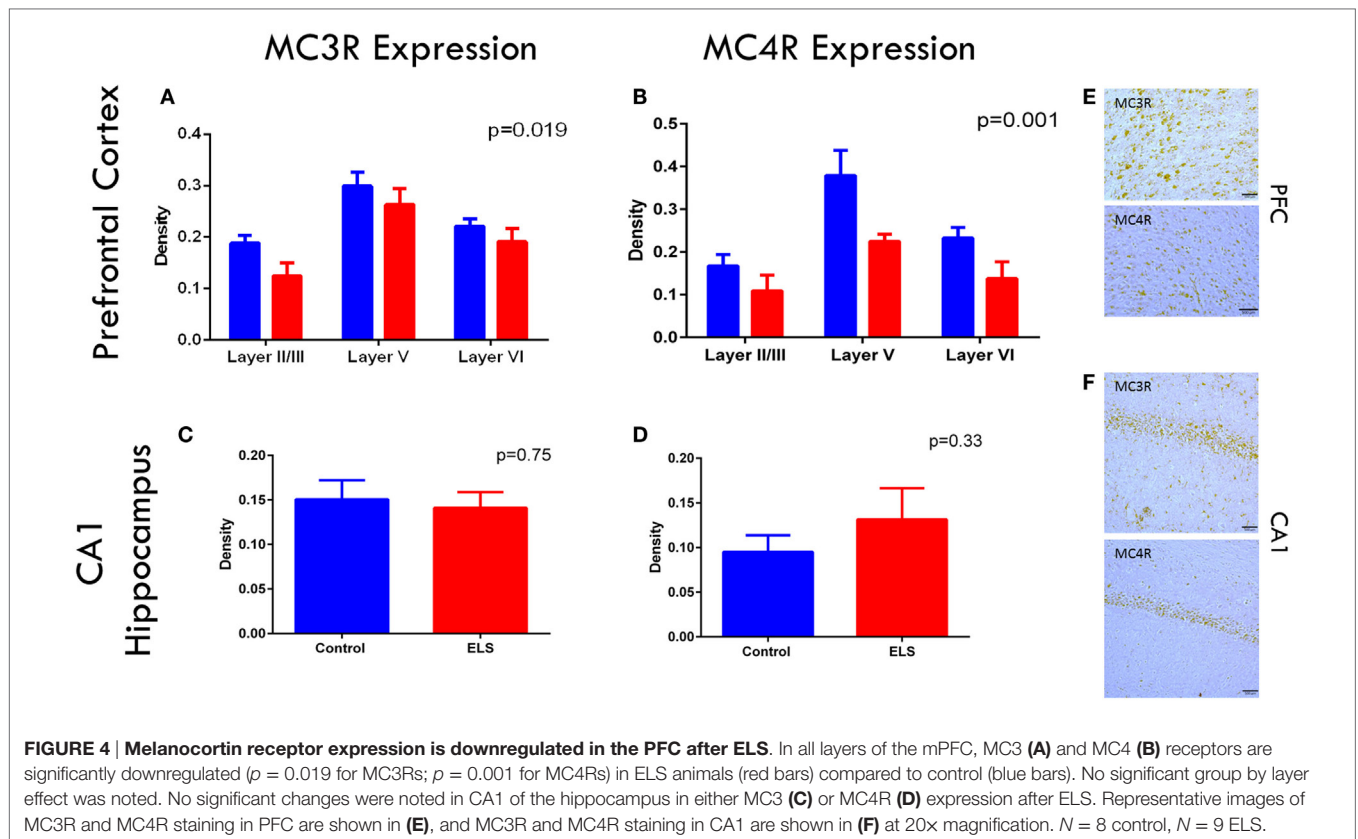 MC3R Expression
MC4R Expression
Prefrontal Cortex
A
p=0.019
0.4
0.3
0.2
0.1
0.0
Density
Layer II/III
Layer V
Layer VI
B
p=0.001
0.5
0.4
0.3
0.2
0.1
0.0
Density
Layer II/III
Layer V
Layer VI
E
MC3R
MC4R
PFC
CA1
Hippocampus
C
p=0.75
0.20
0.15
0.10
0.05
0.00
Density
Control
ELS
D
p=0.33
0.20
0.15
0.10
0.05
0.00
Density
Control
ELS
F
MC3R
MC4R
CA1
FIGURE 4 | Melanocortin receptor expression is downregulated in the PFC after ELS. In all layers of the mPFC, MC3 (A) and MC4 (B) receptors are
significantly downregulated (p = 0.019 for MC3Rs; p = 0.001 for MC4Rs) in ELS animals (red bars) compared to control (blue bars). No significant group by layer
effect was noted. No significant changes were noted in CA1 of the hippocampus in either MC3 (C) or MC4R (D) expression after ELS. Representative images of
MC3R and MC4R staining in PFC are shown in (E), and MC3R and MC4R staining in CA1 are shown in (F) at 20× magnification. N = 8 control, N = 9 ELS.